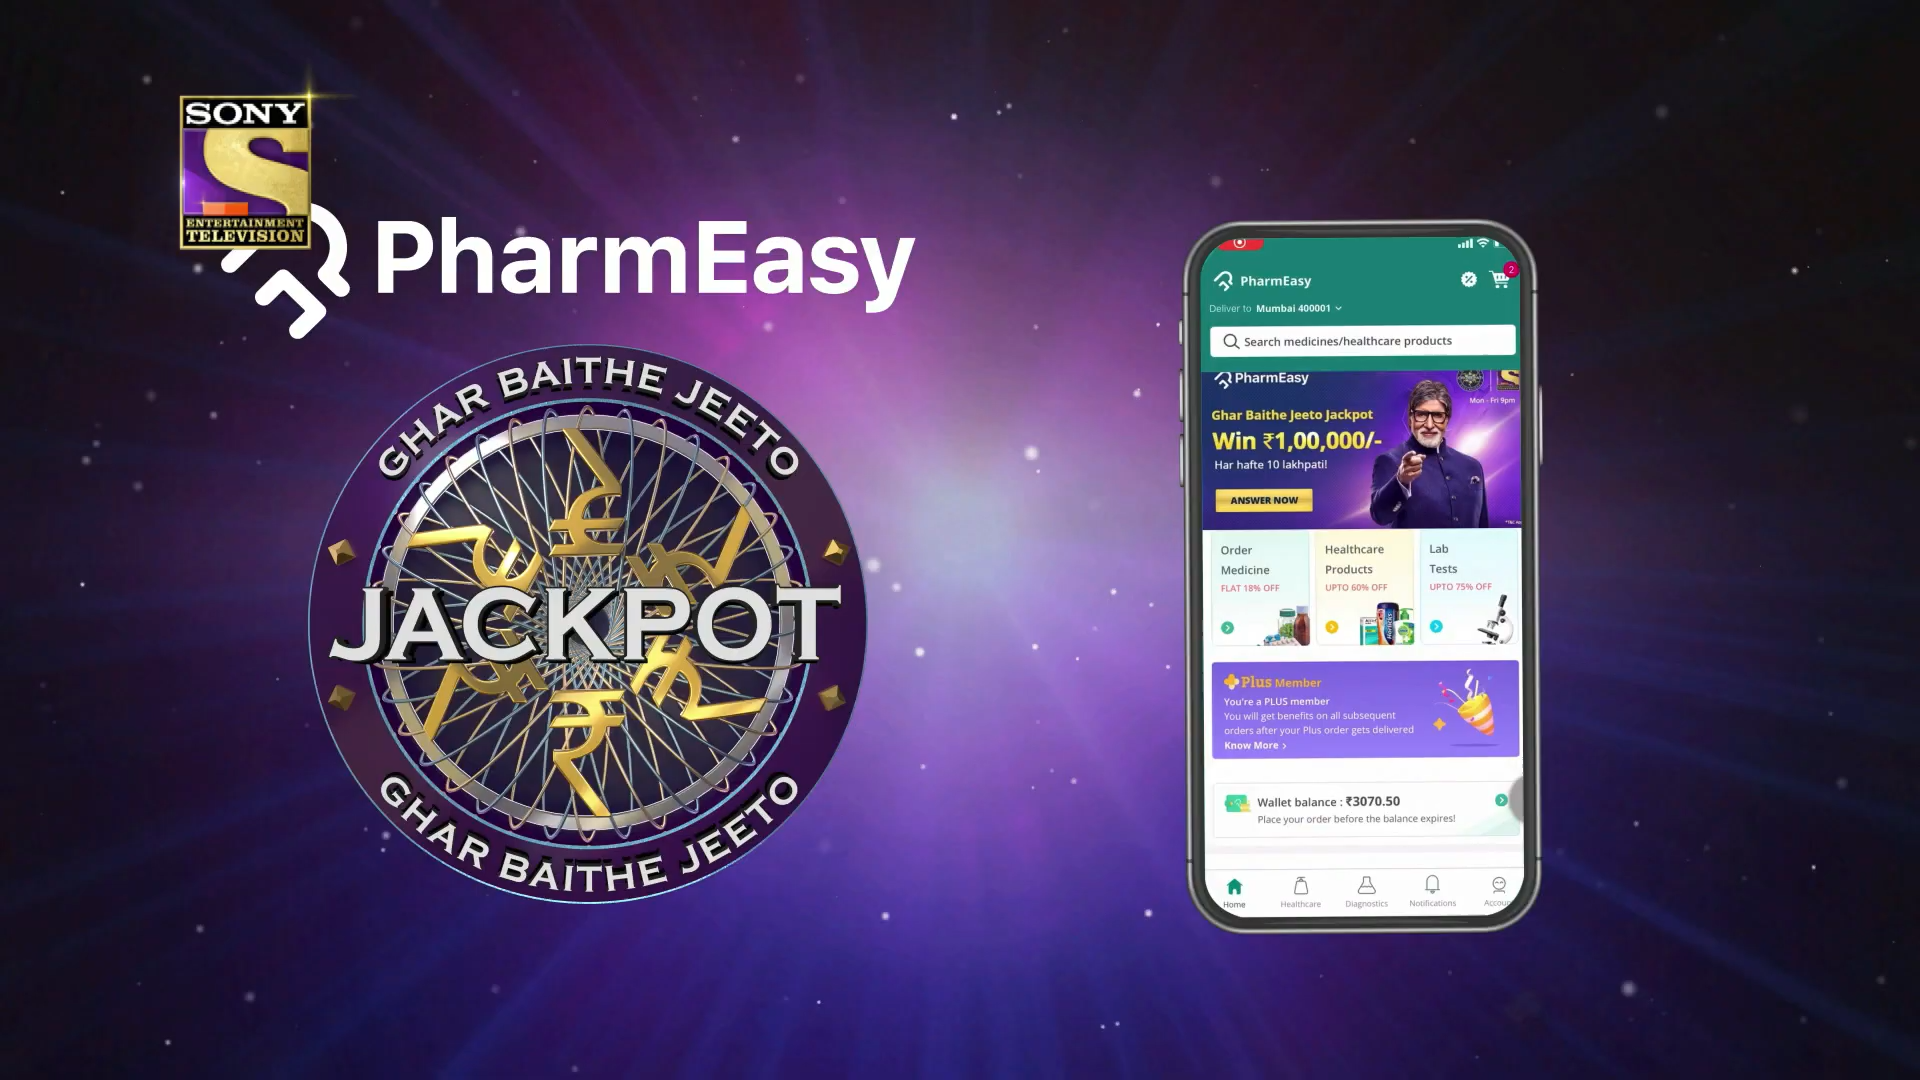 SONY
ENTERTAINMENT
TELEVISION
PharmEasy
GHAR BAITHE JEETO
JACKPOT
GHAR BAITHE JEETO
2
PharmEasy
Deliver to Mumbai 400001
Search medicines/healthcare products
PharmEasy
Mon - Fri 9pm
Ghar Baithe Jeeto Jackpot
Win ₹1,00,000/-
Har hafte 10 lakhpati!
ANSWER NOW
Order
Medicine
FLAT 18% OFF
Healthcare
Products
UPTO 60% OFF
Lab
Tests
UPTO 75% OFF
Plus Member
You're a PLUS member
You will get benefits on all subsequent
orders after your Plus order gets delivered
Know More >
Wallet balance : ₹3070.50
Place your order before the balance expires!
Home
Healthcare
Diagnostics
Notifications
Accoun